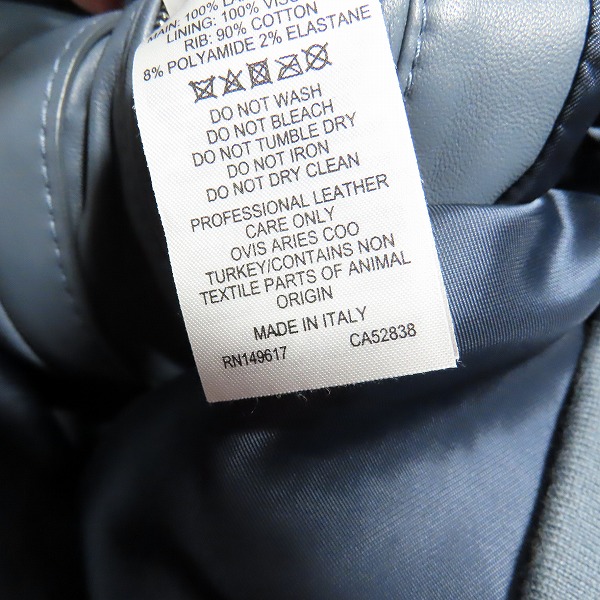 MAIN: 100%
LINING: 100%
RIB: 90% COTTON
8% POLYAMIDE 2% ELASTANE
DO NOT WASH
DO NOT BLEACH
DO NOT TUMBLE DRY
DO NOT IRON
DO NOT DRY CLEAN
PROFESSIONAL LEATHER
CARE ONLY
OVIS ARIES COO
TURKEY/CONTAINS NON
TEXTILE PARTS OF ANIMAL
ORIGIN
MADE IN ITALY
RN149617 CA52838